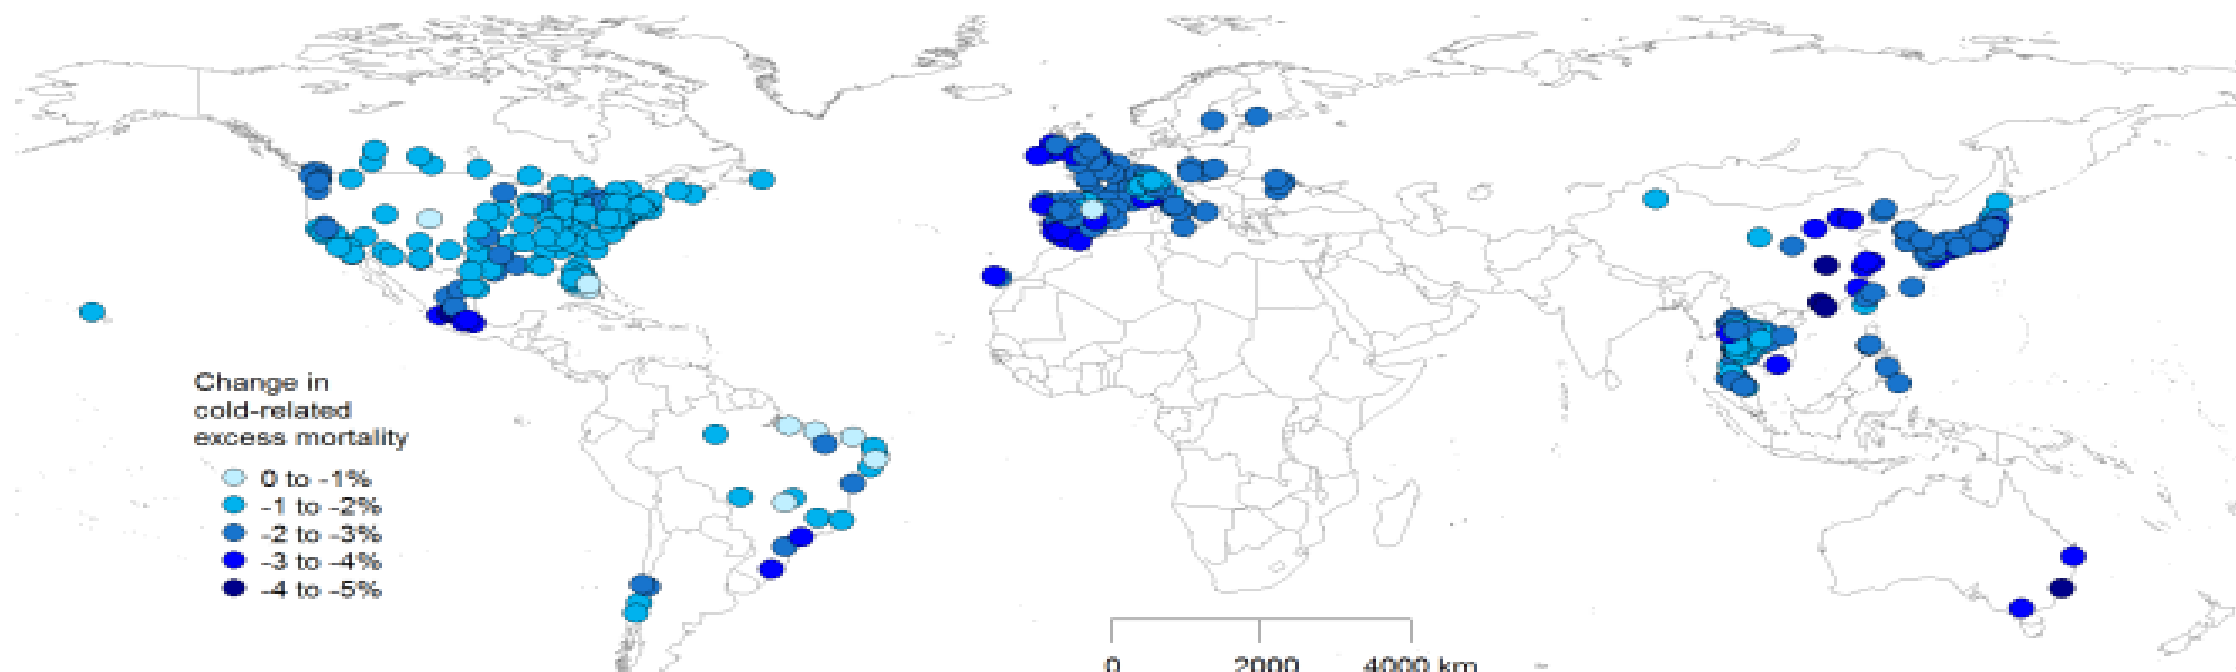 Change in
cold-related
excess mortality
0 to -1%
-1 to -2%
-2 to -3%
-3 to -4%
-4 to -5%
0 2000 4000 km